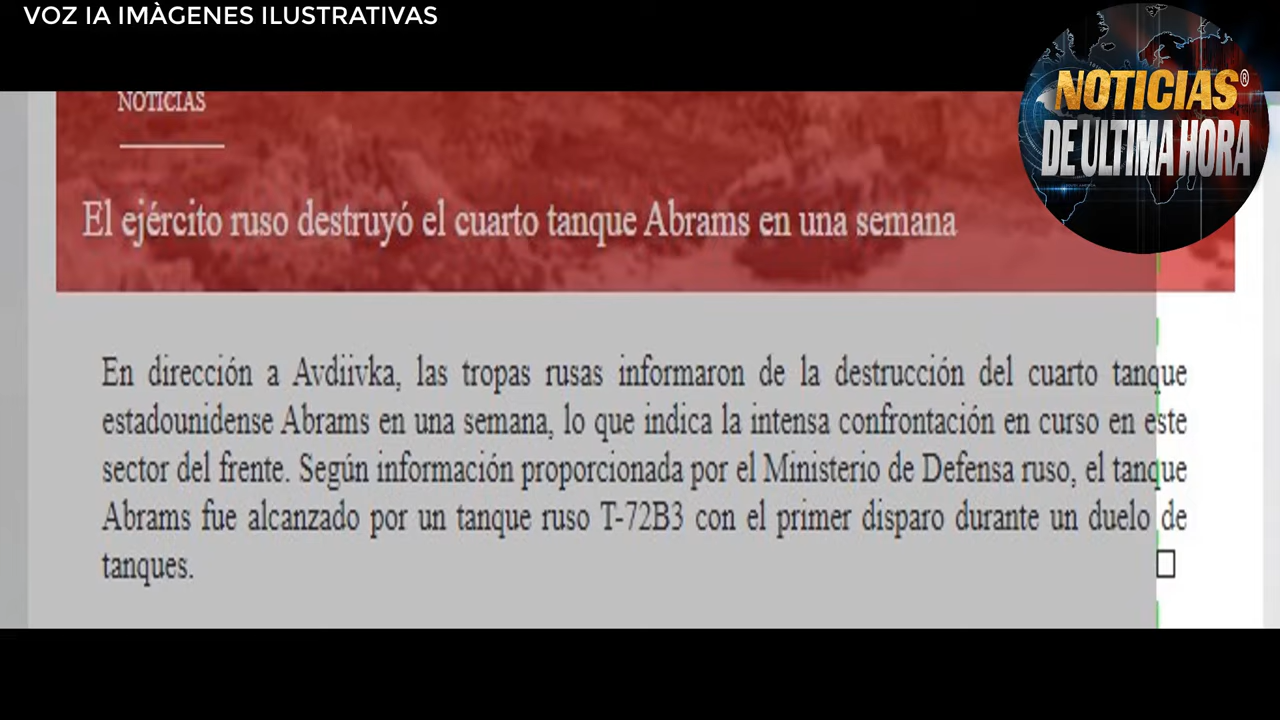 VOZ IA IMÀGENES ILUSTRATIVAS
NOTICIAS®
DE ULTIMA HORA
NOTICIAS
El ejército ruso destruyó el cuarto tanque Abrams en una semana
En dirección a Avdiivka, las tropas rusas informaron de la destrucción del cuarto tanque
estadounidense Abrams en una semana, lo que indica la intensa confrontación en curso en este
sector del frente. Según información proporcionada por el Ministerio de Defensa ruso, el tanque
Abrams fue alcanzado por un tanque ruso T-72B3 con el primer disparo durante un duelo de
tanques.